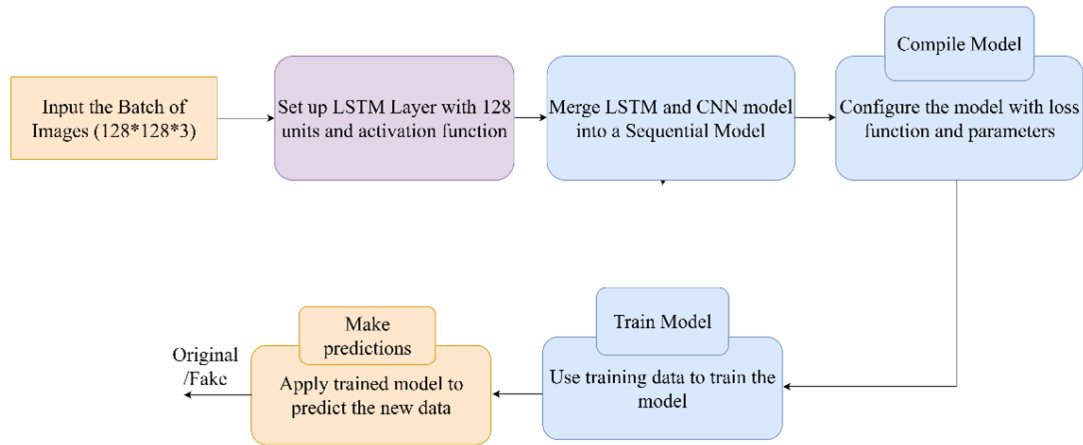 Compile Model
Input the Batch of
Images (128*128*3)
Set up LSTM Layer with 128
units and activation function
Merge LSTM and CNN model
into a Sequential Model
Configure the model with loss
function and parameters
Train Model
Use training data to train the
model
Make
predictions
Apply trained model to
predict the new data
Original
/Fake